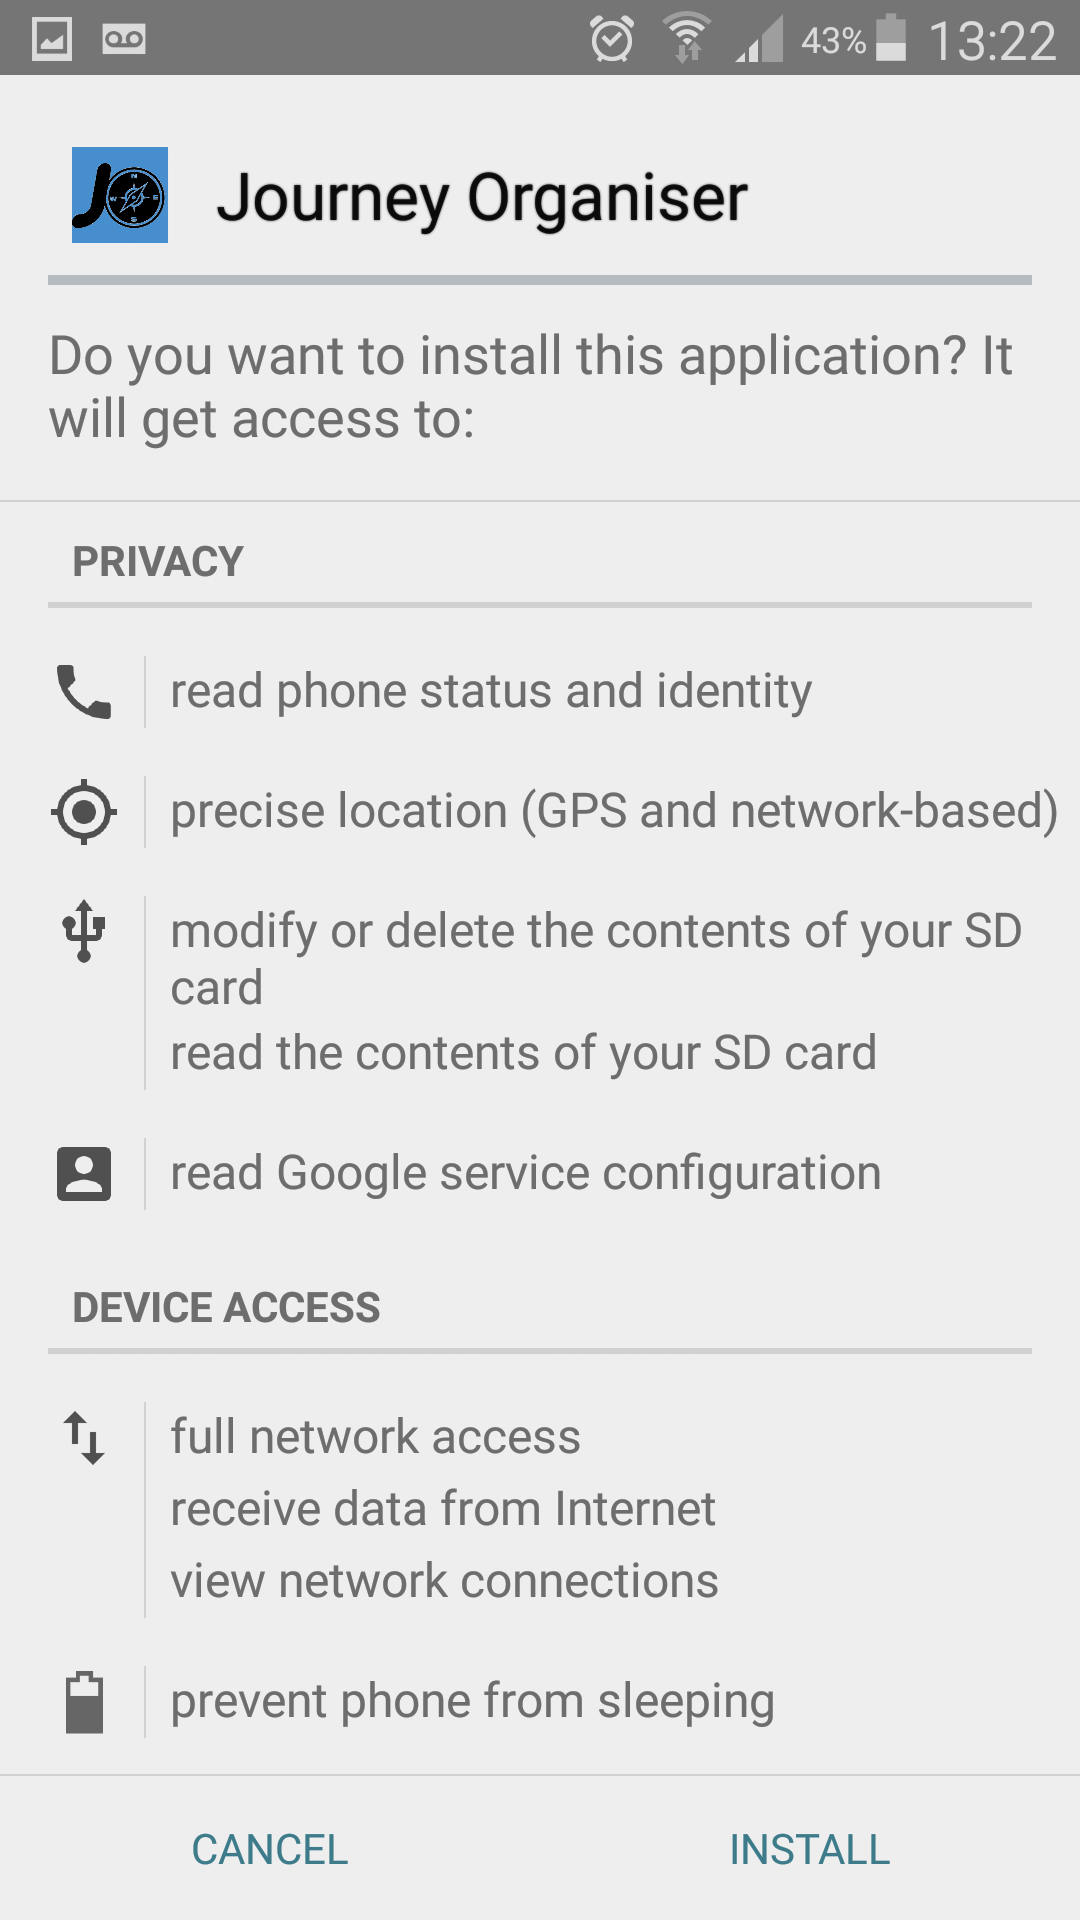 43% 13:22
Journey Organiser
Do you want to install this application? It
will get access to:
PRIVACY
read phone status and identity
precise location (GPS and network-based)
modify or delete the contents of your SD
card
read the contents of your SD card
read Google service configuration
DEVICE ACCESS
full network access
receive data from Internet
view network connections
prevent phone from sleeping
CANCEL INSTALL